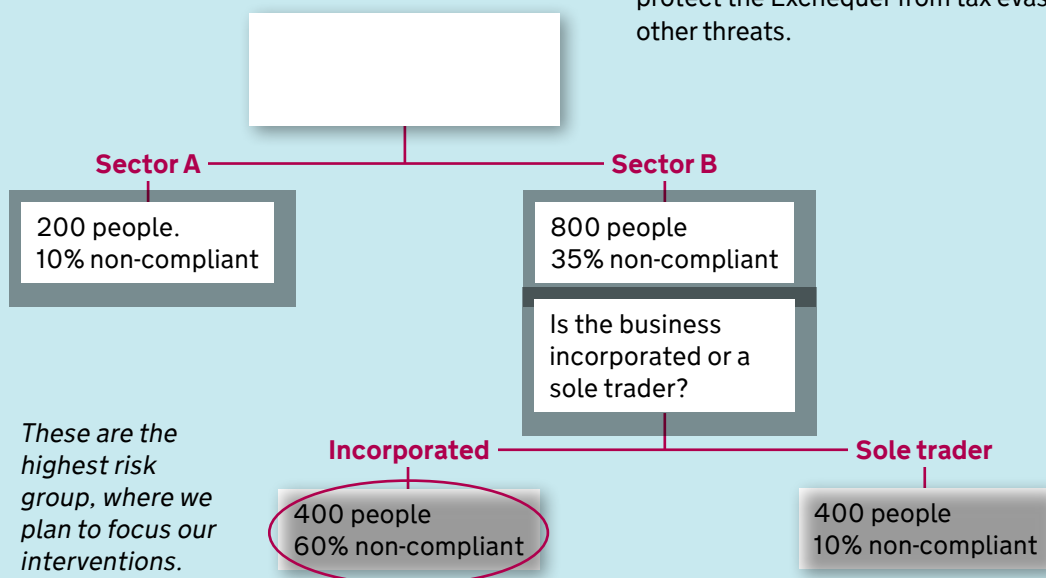 protect the Exchequer from tax
other threats.
Sector A
Sector B
200 people.
10% non-compliant
800 people
35% non-compliant
Is the business
incorporated or a
sole trader?
These are the
highest risk
group, where we
plan to focus our
interventions.
Incorporated
Sole trader
400 people
60% non-compliant
400 people
10% non-compliant